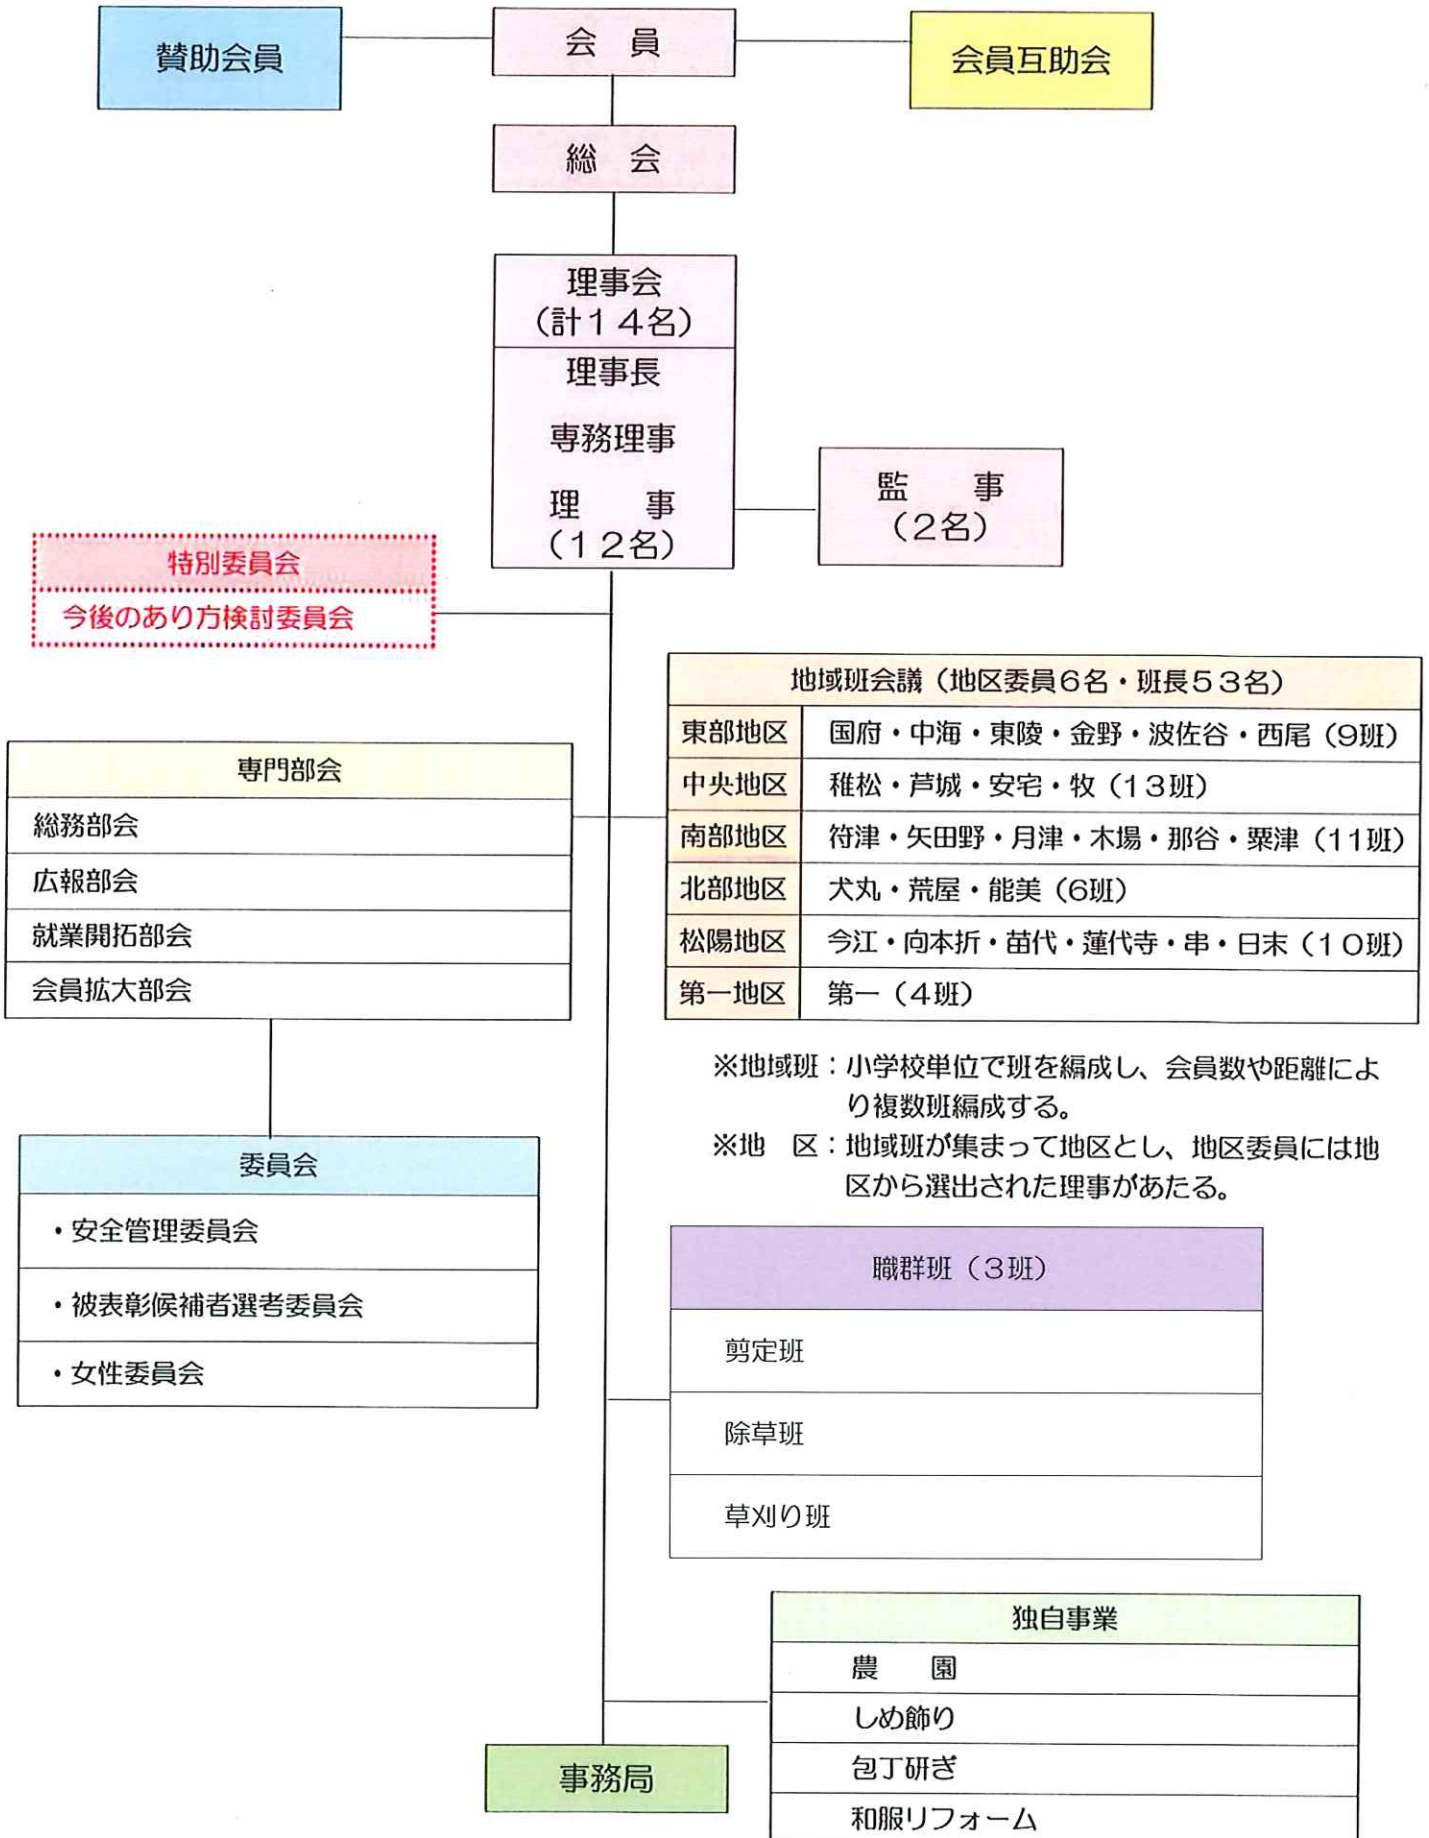 賛助会員
会　員
会員互助会
総　会
理事会
（計１４名）
理事長
専務理事
理　　事
（１２名）
監　　事
（２名）
特別委員会
今後のあり方検討委員会
地域班会議（地区委員６名・班長５３名）
東部地区　国府・中海・東陵・金野・波佐谷・西尾（９班）
中央地区　稚松・芦城・安宅・牧（１３班）
南部地区　符津・矢田野・月津・木場・那谷・粟津（１１班）
北部地区　犬丸・荒屋・能美（６班）
松陽地区　今江・向本折・苗代・蓮代寺・串・日末（１０班）
第一地区　第一（４班）
※地域班：小学校単位で班を編成し、会員数や距離によ
り複数班編成する。
※地　区：地域班が集まって地区とし、地区委員には地
区から選出された理事があたる。
専門部会
総務部会
広報部会
就業開拓部会
会員拡大部会
委員会
・安全管理委員会
・被表彰候補者選考委員会
・女性委員会
職群班（３班）
剪定班
除草班
草刈り班
独自事業
農　　園
しめ飾り
包丁研ぎ
和服リフォーム
事務局